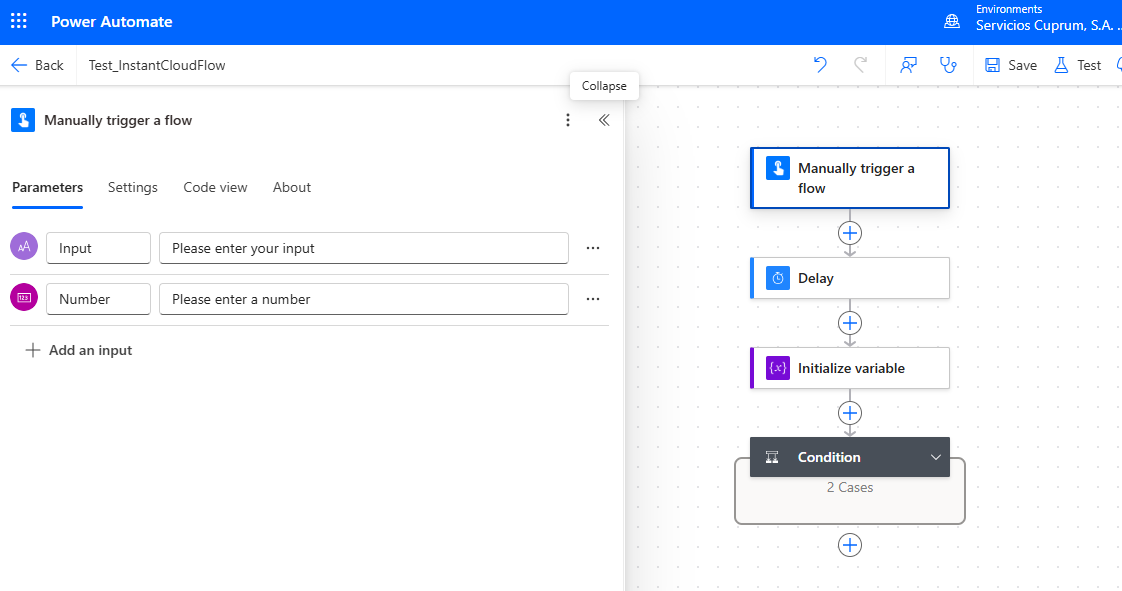 Power Automate
Environments
Servicios Cuprum, S.A. ...
Back
Test_InstantCloudFlow
Save
Test
Collapse
Manually trigger a flow
Parameters
Settings
Code view
About
Input
Please enter your input
Number
Please enter a number
Add an input
Manually trigger a
flow
Delay
{x}
Initialize variable
Condition
2 Cases